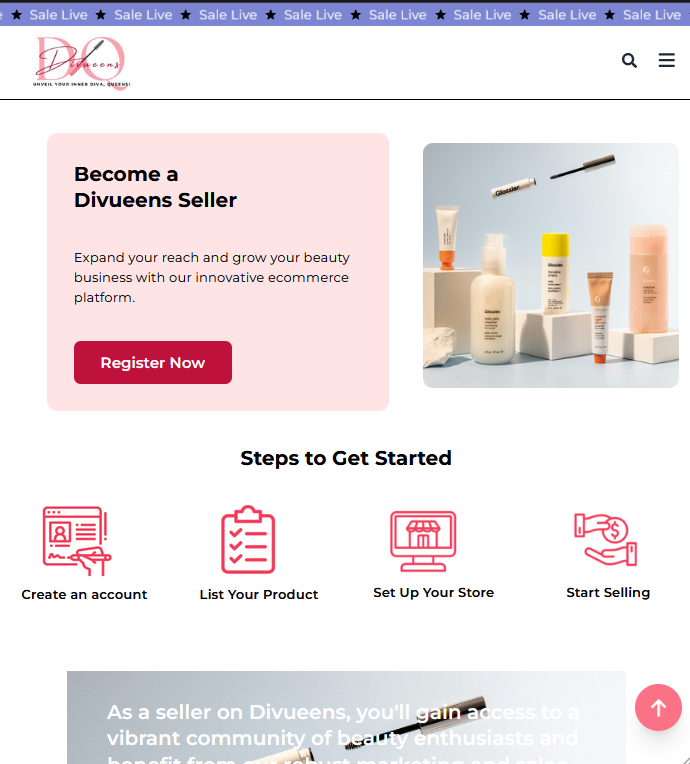 Sale Live ★ Sale Live ★ Sale Live ★ Sale Live ★ Sale Live ★ Sale Live ★ Sale Live ★ Sale Live
DQ
Divueens
UNVEIL YOUR INNER DIVA, QUEENS!
Become a
Divueens Seller
Expand your reach and grow your beauty
business with our innovative ecommerce
platform.
Register Now
Glossier.
Glossier.
Glossier.
Steps to Get Started
Create an account
List Your Product
Set Up Your Store
Start Selling
As a seller on Divueens, you'll gain access to a
vibrant community of beauty enthusiasts and
benefit from our robust marketing and sales